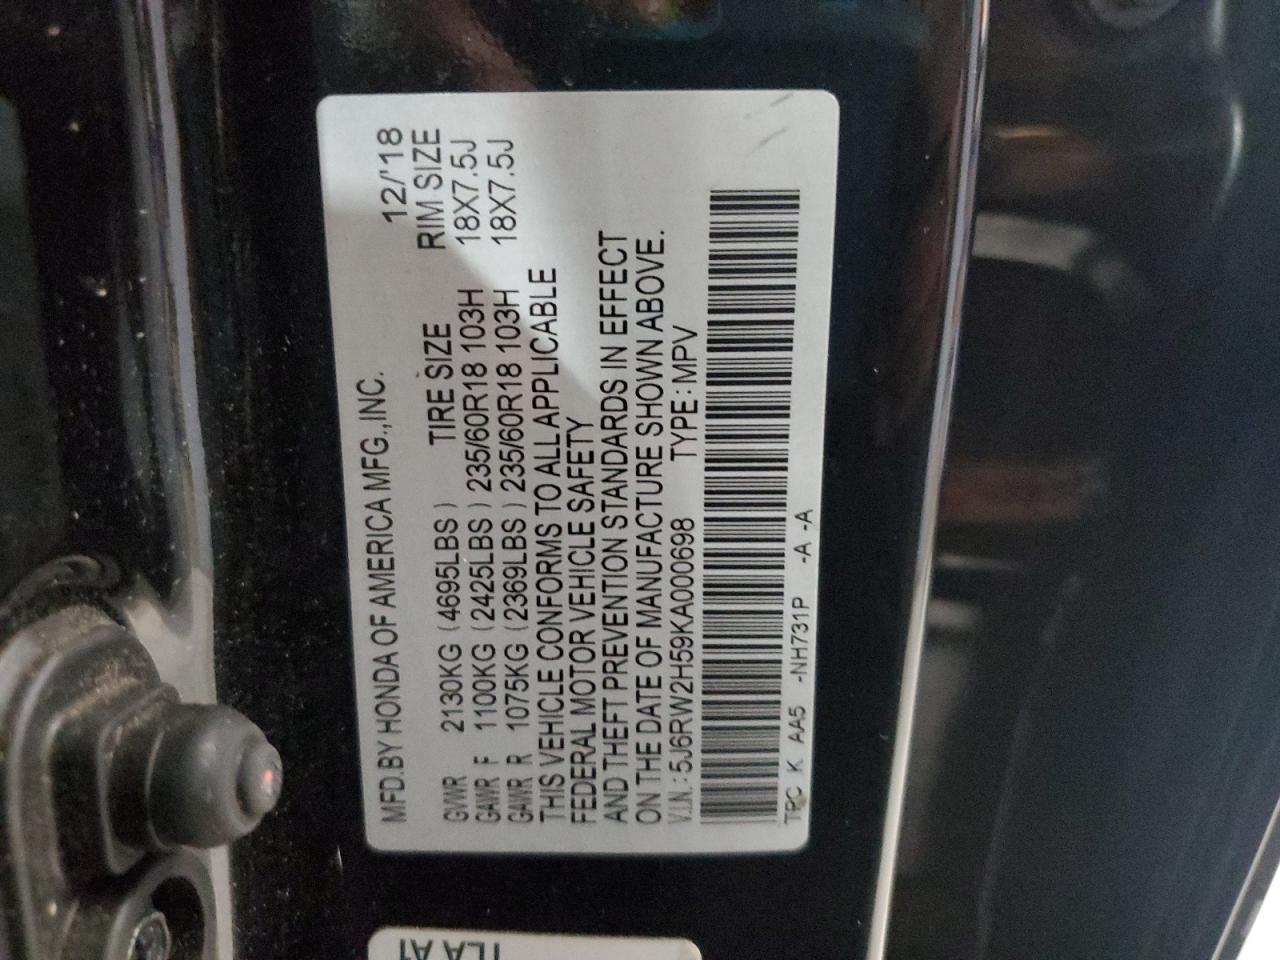 MFD.BY HONDA OF AMERICA MFG.,INC. 12/'18
TIRE SIZE RIM SIZE
GVWR 2130KG (4695LBS)
GAWR F 1100KG (2425LBS) 235/60R18 103H 18X7.5J
GAWR R 1075KG (2369LBS) 235/60R18 103H 18X7.5J
THIS VEHICLE CONFORMS TO ALL APPLICABLE
FEDERAL MOTOR VEHICLE SAFETY
AND THEFT PREVENTION STANDARDS IN EFFECT
ON THE DATE OF MANUFACTURE SHOWN ABOVE.
V.I.N.: 5J6RW2H59KA000698 TYPE : MPV
TPC K AA5 -NH731P -A -A